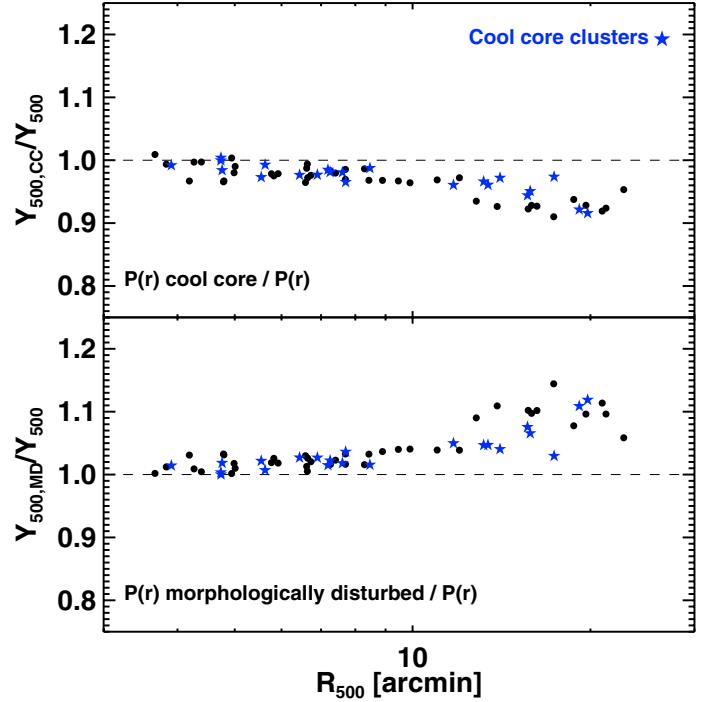 1.2
Cool core clusters
1.1
1.0
0.9
0.8
Y500,CC/Y500
P(r) cool core / P(r)
1.2
1.1
1.0
0.9
0.8
Y500,MD/Y500
P(r) morphologically disturbed / P(r)
10
R500 [arcmin]